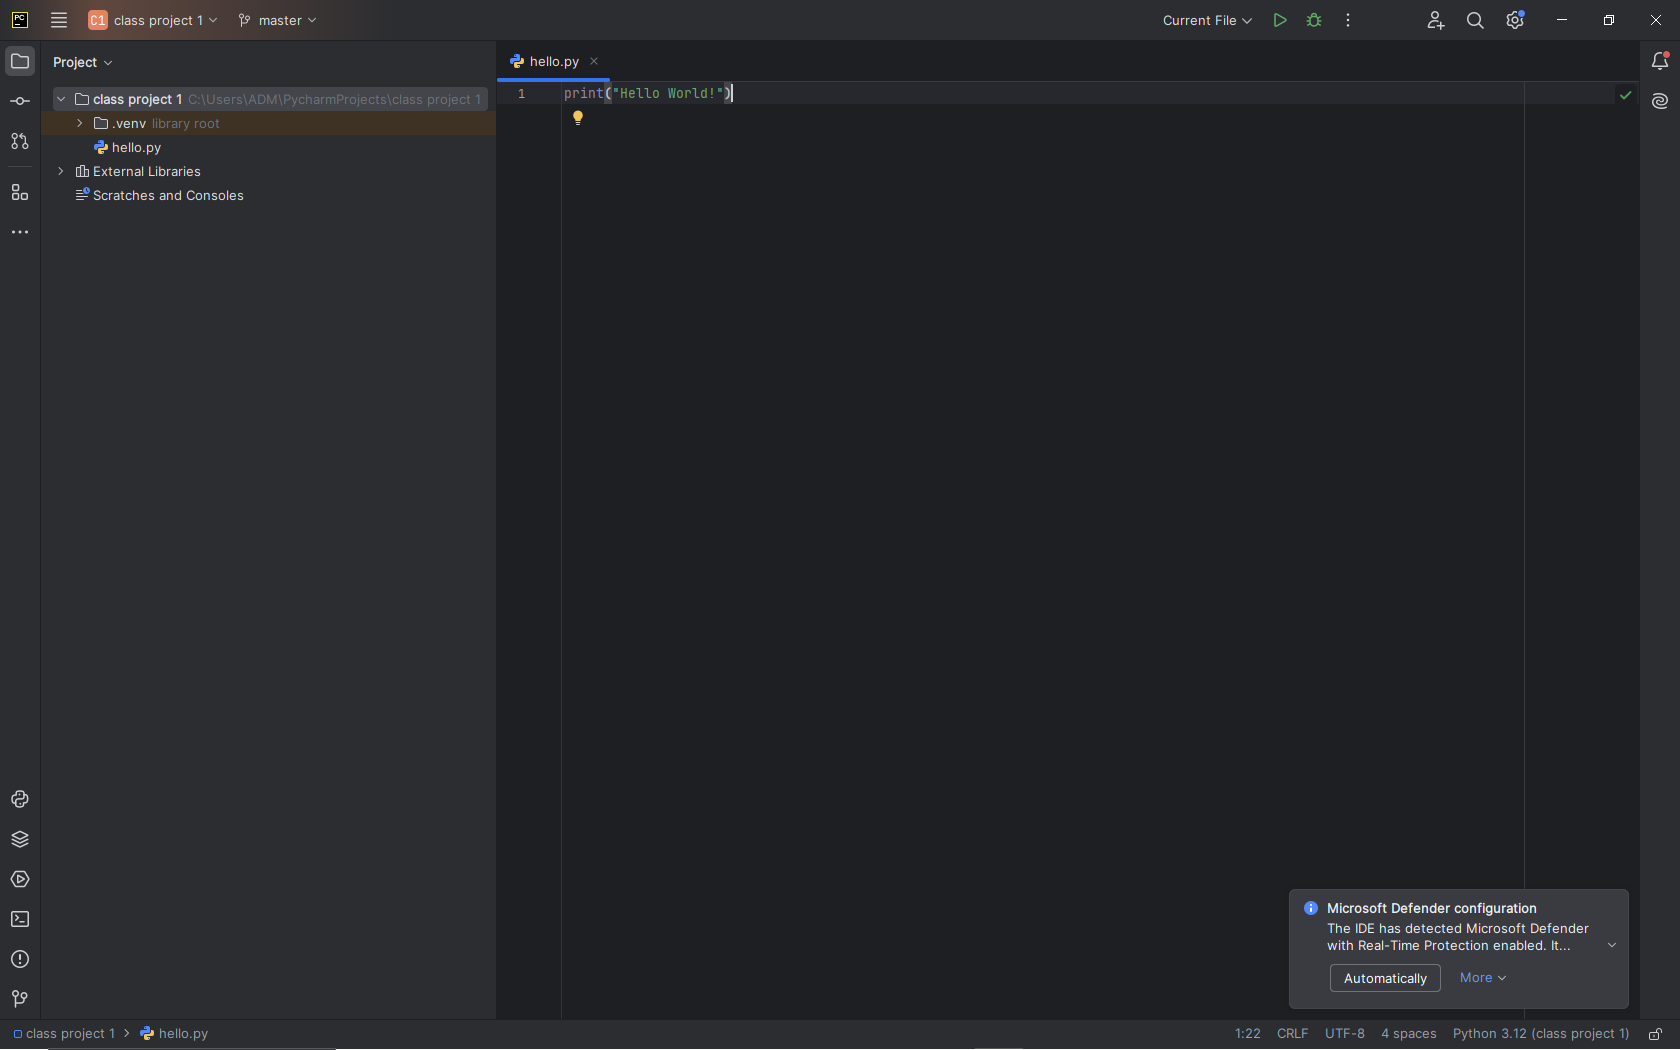 PC
C1 class project 1 master Current File
Project
hello.py
class project 1 C:\Users\ADM\PycharmProjects\class project 1
.venv library root
hello.py
External Libraries
Scratches and Consoles
1 print("Hello World!")
Microsoft Defender configuration
The IDE has detected Microsoft Defender
with Real-Time Protection enabled. It...
Automatically More
class project 1 > hello.py 1:22 CRLF UTF-8 4 spaces Python 3.12 (class project 1)